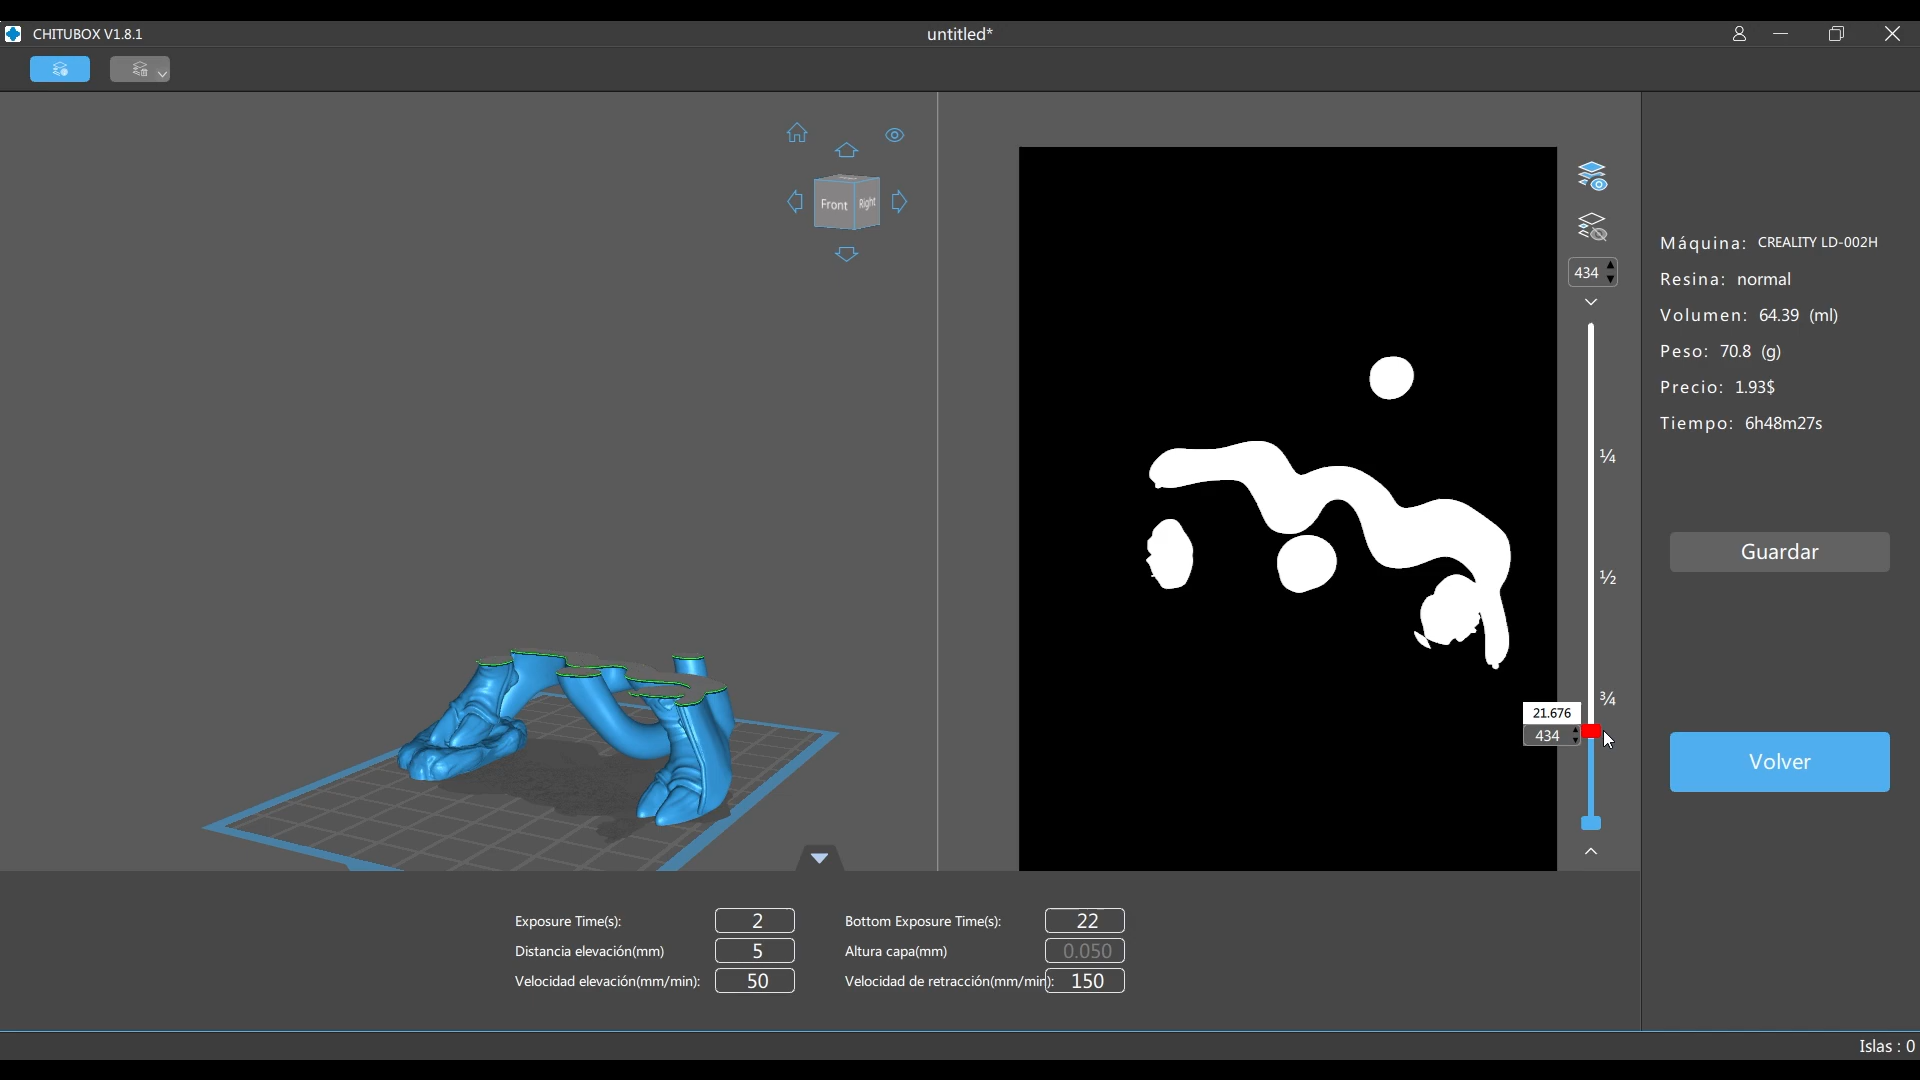 CHITUBOX V1.8.1
untitled*
Front
Right
434
Máquina: CREALITY LD-002H
Resina: normal
Volumen: 64.39 (ml)
Peso: 70.8 (g)
Precio: 1.93$
Tiempo: 6h48m27s
¼
½
¾
Guardar
21.676
434
Volver
Exposure Time(s): 2
Bottom Exposure Time(s): 22
Distancia elevación(mm) 5
Altura capa(mm) 0.050
Velocidad elevación(mm/min): 50
Velocidad de retracción(mm/min): 150
Islas : 0